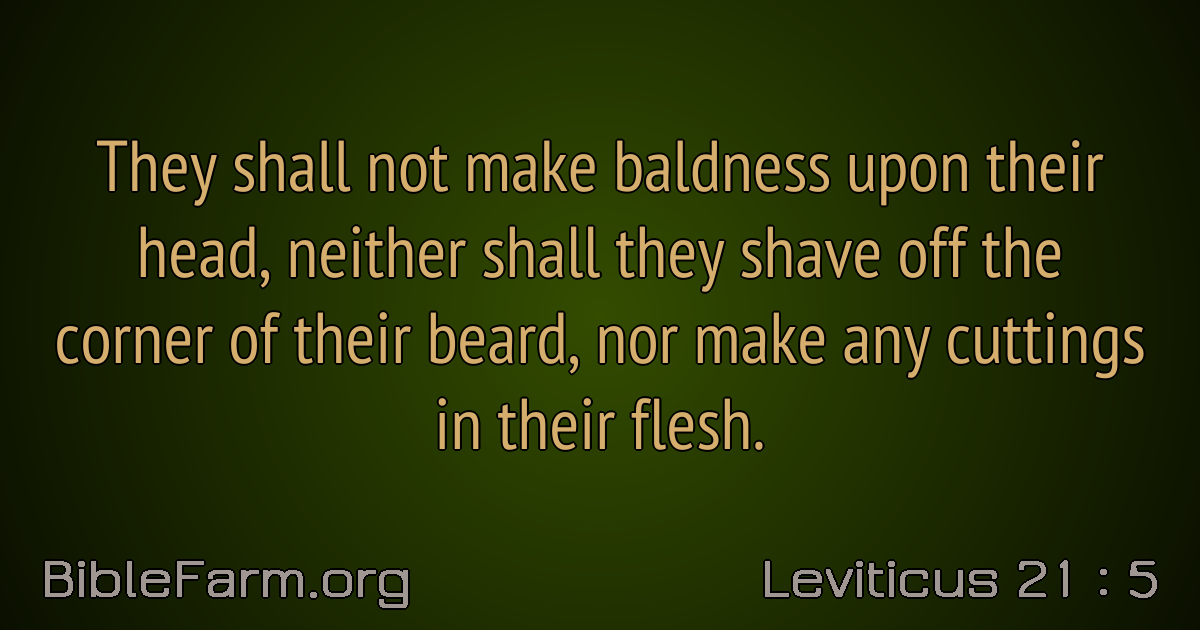 They shall not make baldness upon their
head, neither shall they shave off the
corner of their beard, nor make any cuttings
in their flesh.
BibleFarm.org
Leviticus 21 : 5